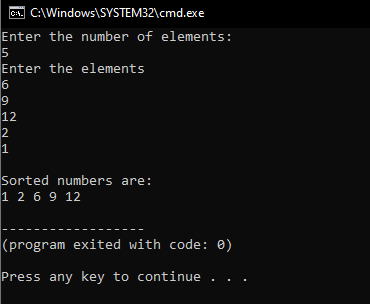 C:\Windows\SYSTEM32\cmd.exe
Enter the number of elements:
5
Enter the elements
6
9
12
2
1
Sorted numbers are:
1 2 6 9 12
------------------
(program exited with code: 0)
Press any key to continue . . .